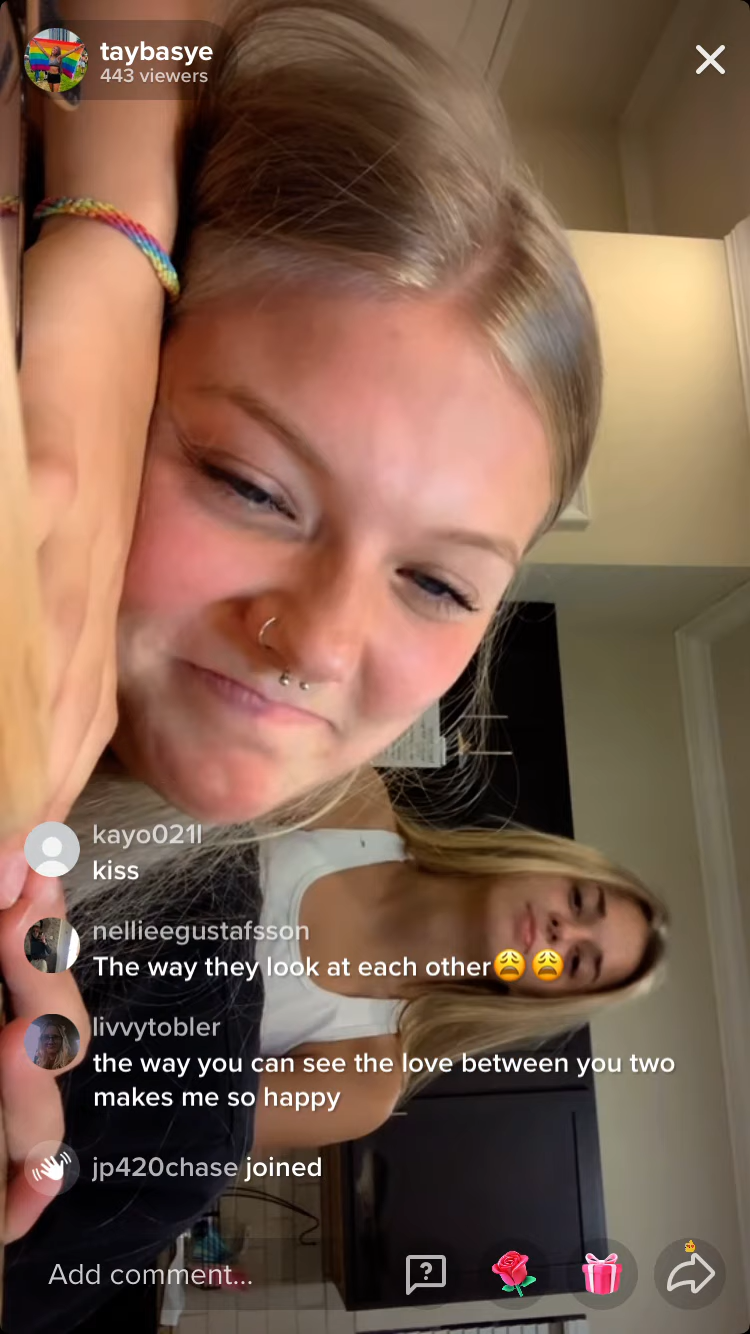 taybasye
443 viewers
kayo021l
kiss
nellieegustafsson
The way they look at each other😩😩
livvytobler
the way you can see the love between you two
makes me so happy
jp420chase joined
Add comment...